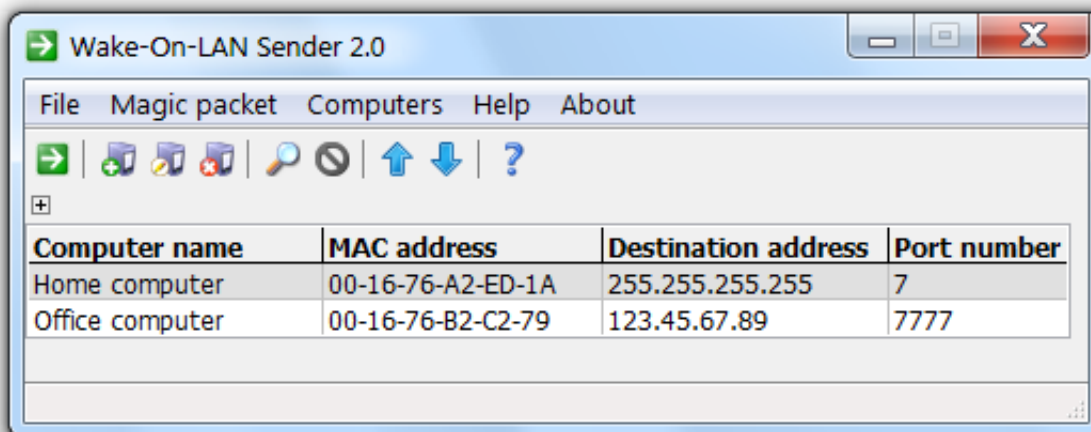 Wake-On-LAN Sender 2.0
File Magic packet Computers Help About
Computer name MAC address Destination address Port number
Home computer 00-16-76-A2-ED-1A 255.255.255.255 7
Office computer 00-16-76-B2-C2-79 123.45.67.89 7777